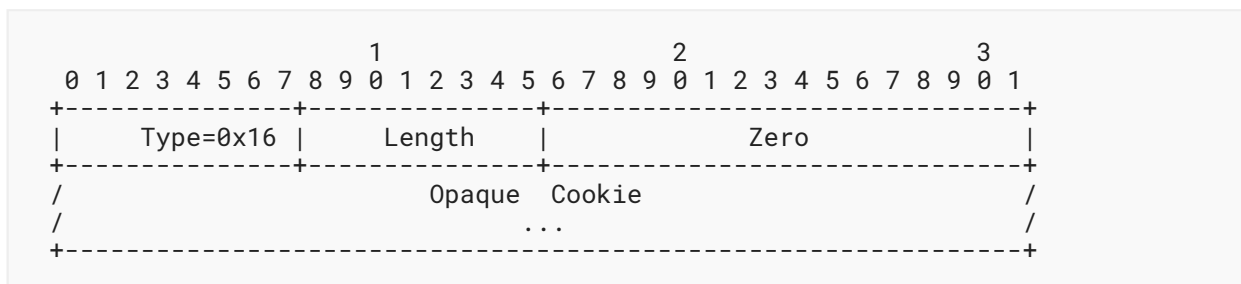 1                   2                   3
 0 1 2 3 4 5 6 7 8 9 0 1 2 3 4 5 6 7 8 9 0 1 2 3 4 5 6 7 8 9 0 1
+---------------+---------------+-------------------------------+
|     Type=0x16 |     Length    |             Zero              |
+---------------+---------------+-------------------------------+
/                        Opaque  Cookie                         /
/                              ...                              /
+---------------------------------------------------------------+